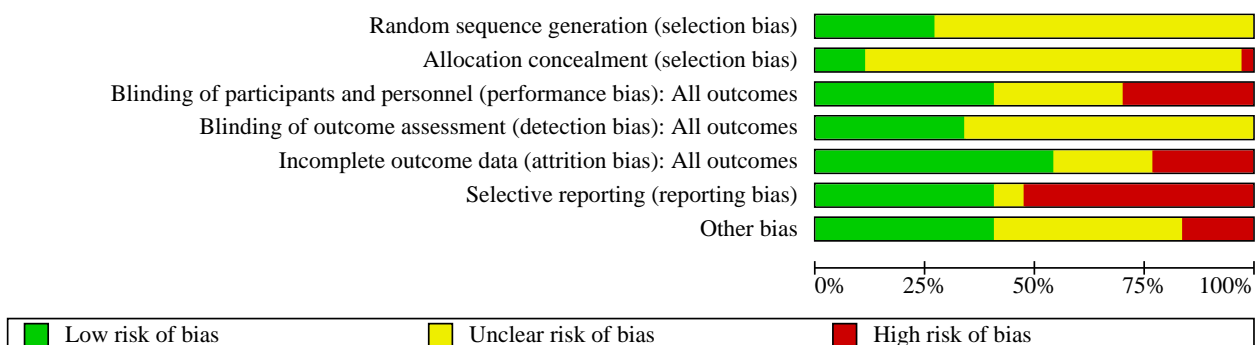 Random sequence generation (selection bias)
Allocation concealment (selection bias)
Blinding of participants and personnel (performance bias): All outcomes
Blinding of outcome assessment (detection bias): All outcomes
Incomplete outcome data (attrition bias): All outcomes
Selective reporting (reporting bias)
Other bias
0% 25% 50% 75% 100%
Low risk of bias Unclear risk of bias High risk of bias